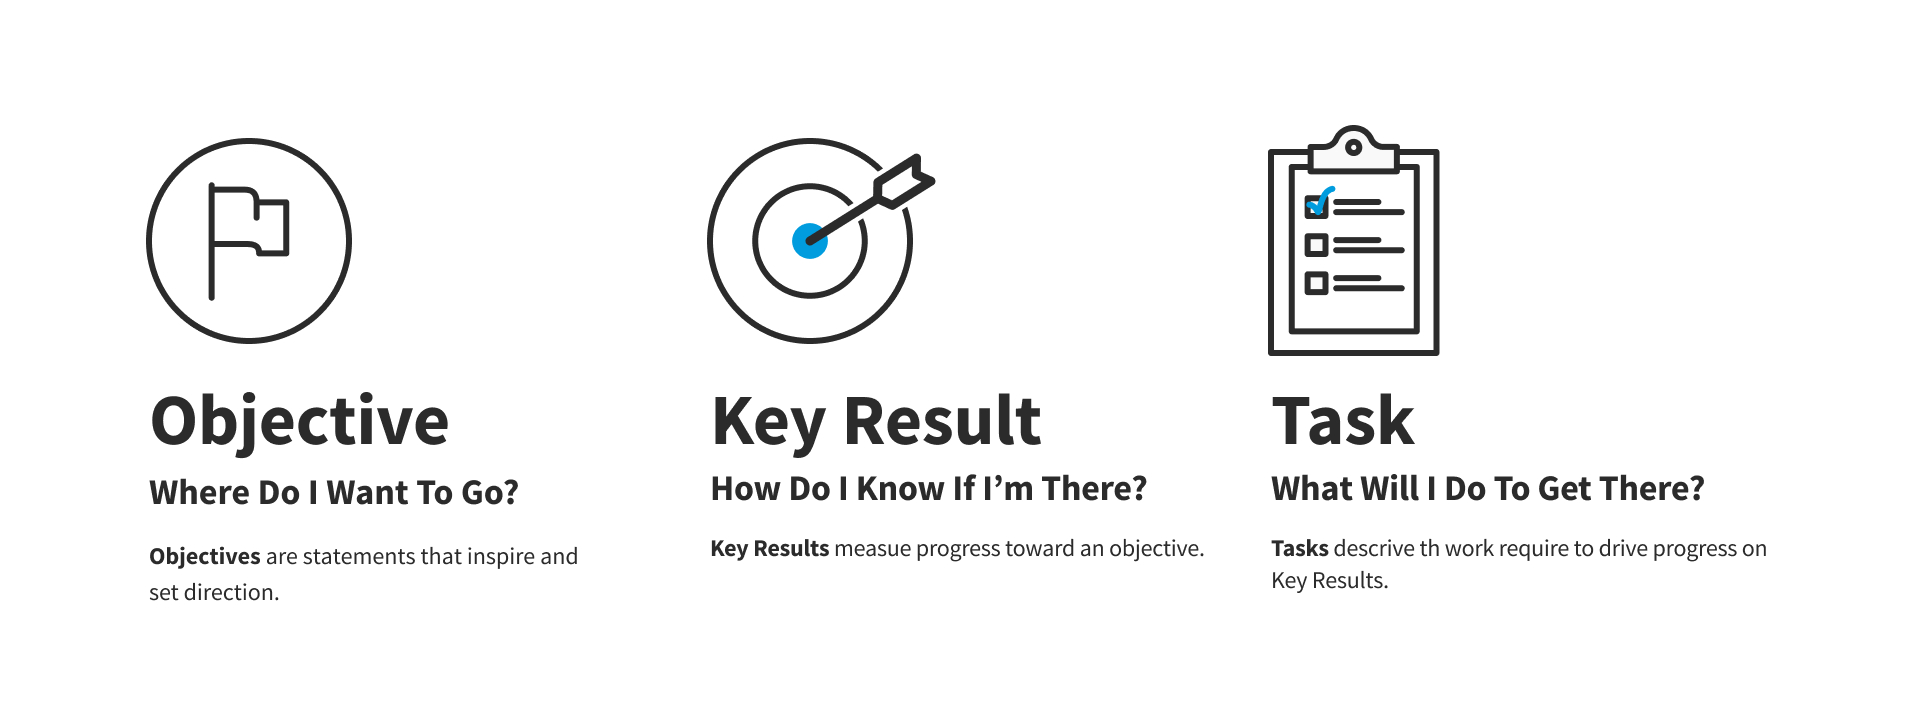 Objective
Where Do I Want To Go?
Objectives are statements that inspire and
set direction.
Key Result
How Do I Know If I’m There?
Key Results measue progress toward an objective.
Task
What Will I Do To Get There?
Tasks descrive th work require to drive progress on
Key Results.